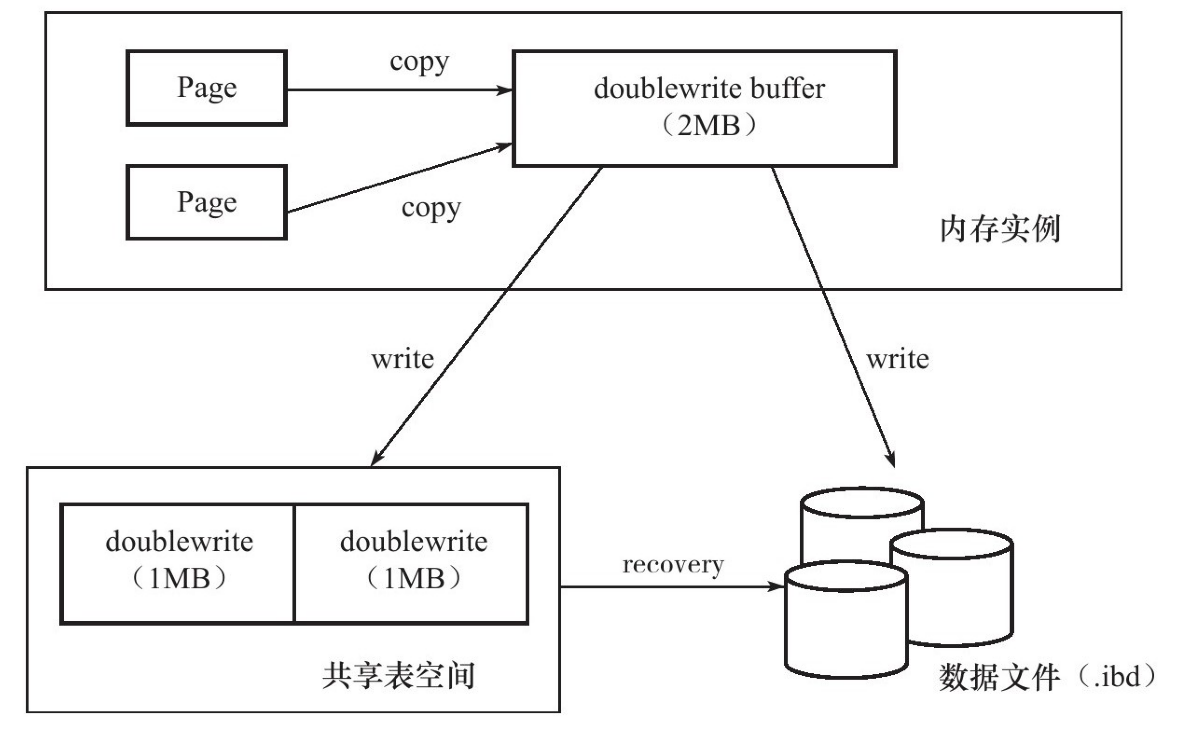 Page
copy
doublewrite buffer
（2MB）
Page
copy
内存实例
write
write
doublewrite
（1MB）
doublewrite
（1MB）
recovery
共享表空间
数据文件（.ibd）